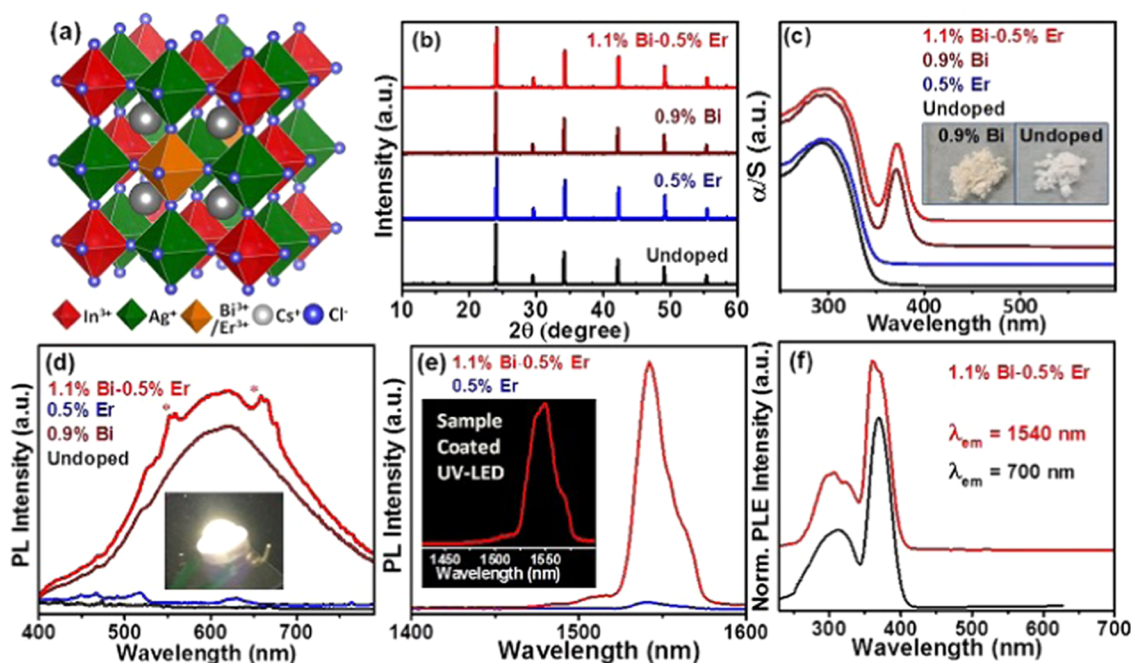 (a)
In³⁺ Ag⁺ Bi³⁺/Er³⁺ Cs⁺ Cl⁻
(b)
1.1% Bi-0.5% Er
0.9% Bi
0.5% Er
Undoped
Intensity (a.u.)
10 20 30 40 50 60
2θ (degree)
(c)
1.1% Bi-0.5% Er
0.9% Bi
0.5% Er
Undoped
0.9% Bi Undoped
α/S (a.u.)
300 400 500
Wavelength (nm)
(d)
1.1% Bi-0.5% Er
0.5% Er
0.9% Bi
Undoped
* *
PL Intensity (a.u.)
400 500 600 700
Wavelength (nm)
(e)
1.1% Bi-0.5% Er
0.5% Er
Sample
Coated
UV-LED
1450 1500 1550
Wavelength (nm)
PL Intensity (a.u.)
1400 1500 1600
Wavelength (nm)
(f)
1.1% Bi-0.5% Er
λem = 1540 nm
λem = 700 nm
Norm. PLE Intensity (a.u.)
300 400 500 600 700
Wavelength (nm)